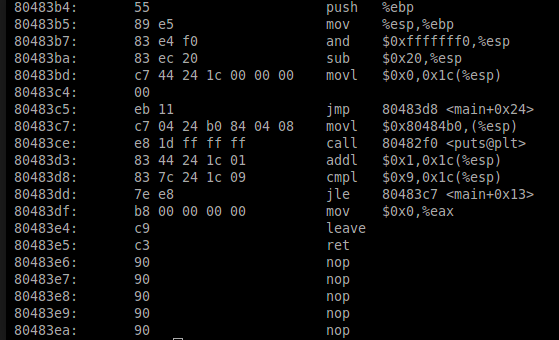 80483b4: 55 push %ebp
80483b5: 89 e5 mov %esp,%ebp
80483b7: 83 e4 f0 and $0xfffffff0,%esp
80483ba: 83 ec 20 sub $0x20,%esp
80483bd: c7 44 24 1c 00 00 00 movl $0x0,0x1c(%esp)
80483c4: 00
80483c5: eb 11 jmp 80483d8 <main+0x24>
80483c7: c7 04 24 b0 84 04 08 movl $0x80484b0,(%esp)
80483ce: e8 1d ff ff ff call 80482f0 <puts@plt>
80483d3: 83 44 24 1c 01 addl $0x1,0x1c(%esp)
80483d8: 83 7c 24 1c 09 cmpl $0x9,0x1c(%esp)
80483dd: 7e e8 jle 80483c7 <main+0x13>
80483df: b8 00 00 00 00 mov $0x0,%eax
80483e4: c9 leave
80483e5: c3 ret
80483e6: 90 nop
80483e7: 90 nop
80483e8: 90 nop
80483e9: 90 nop
80483ea: 90 nop